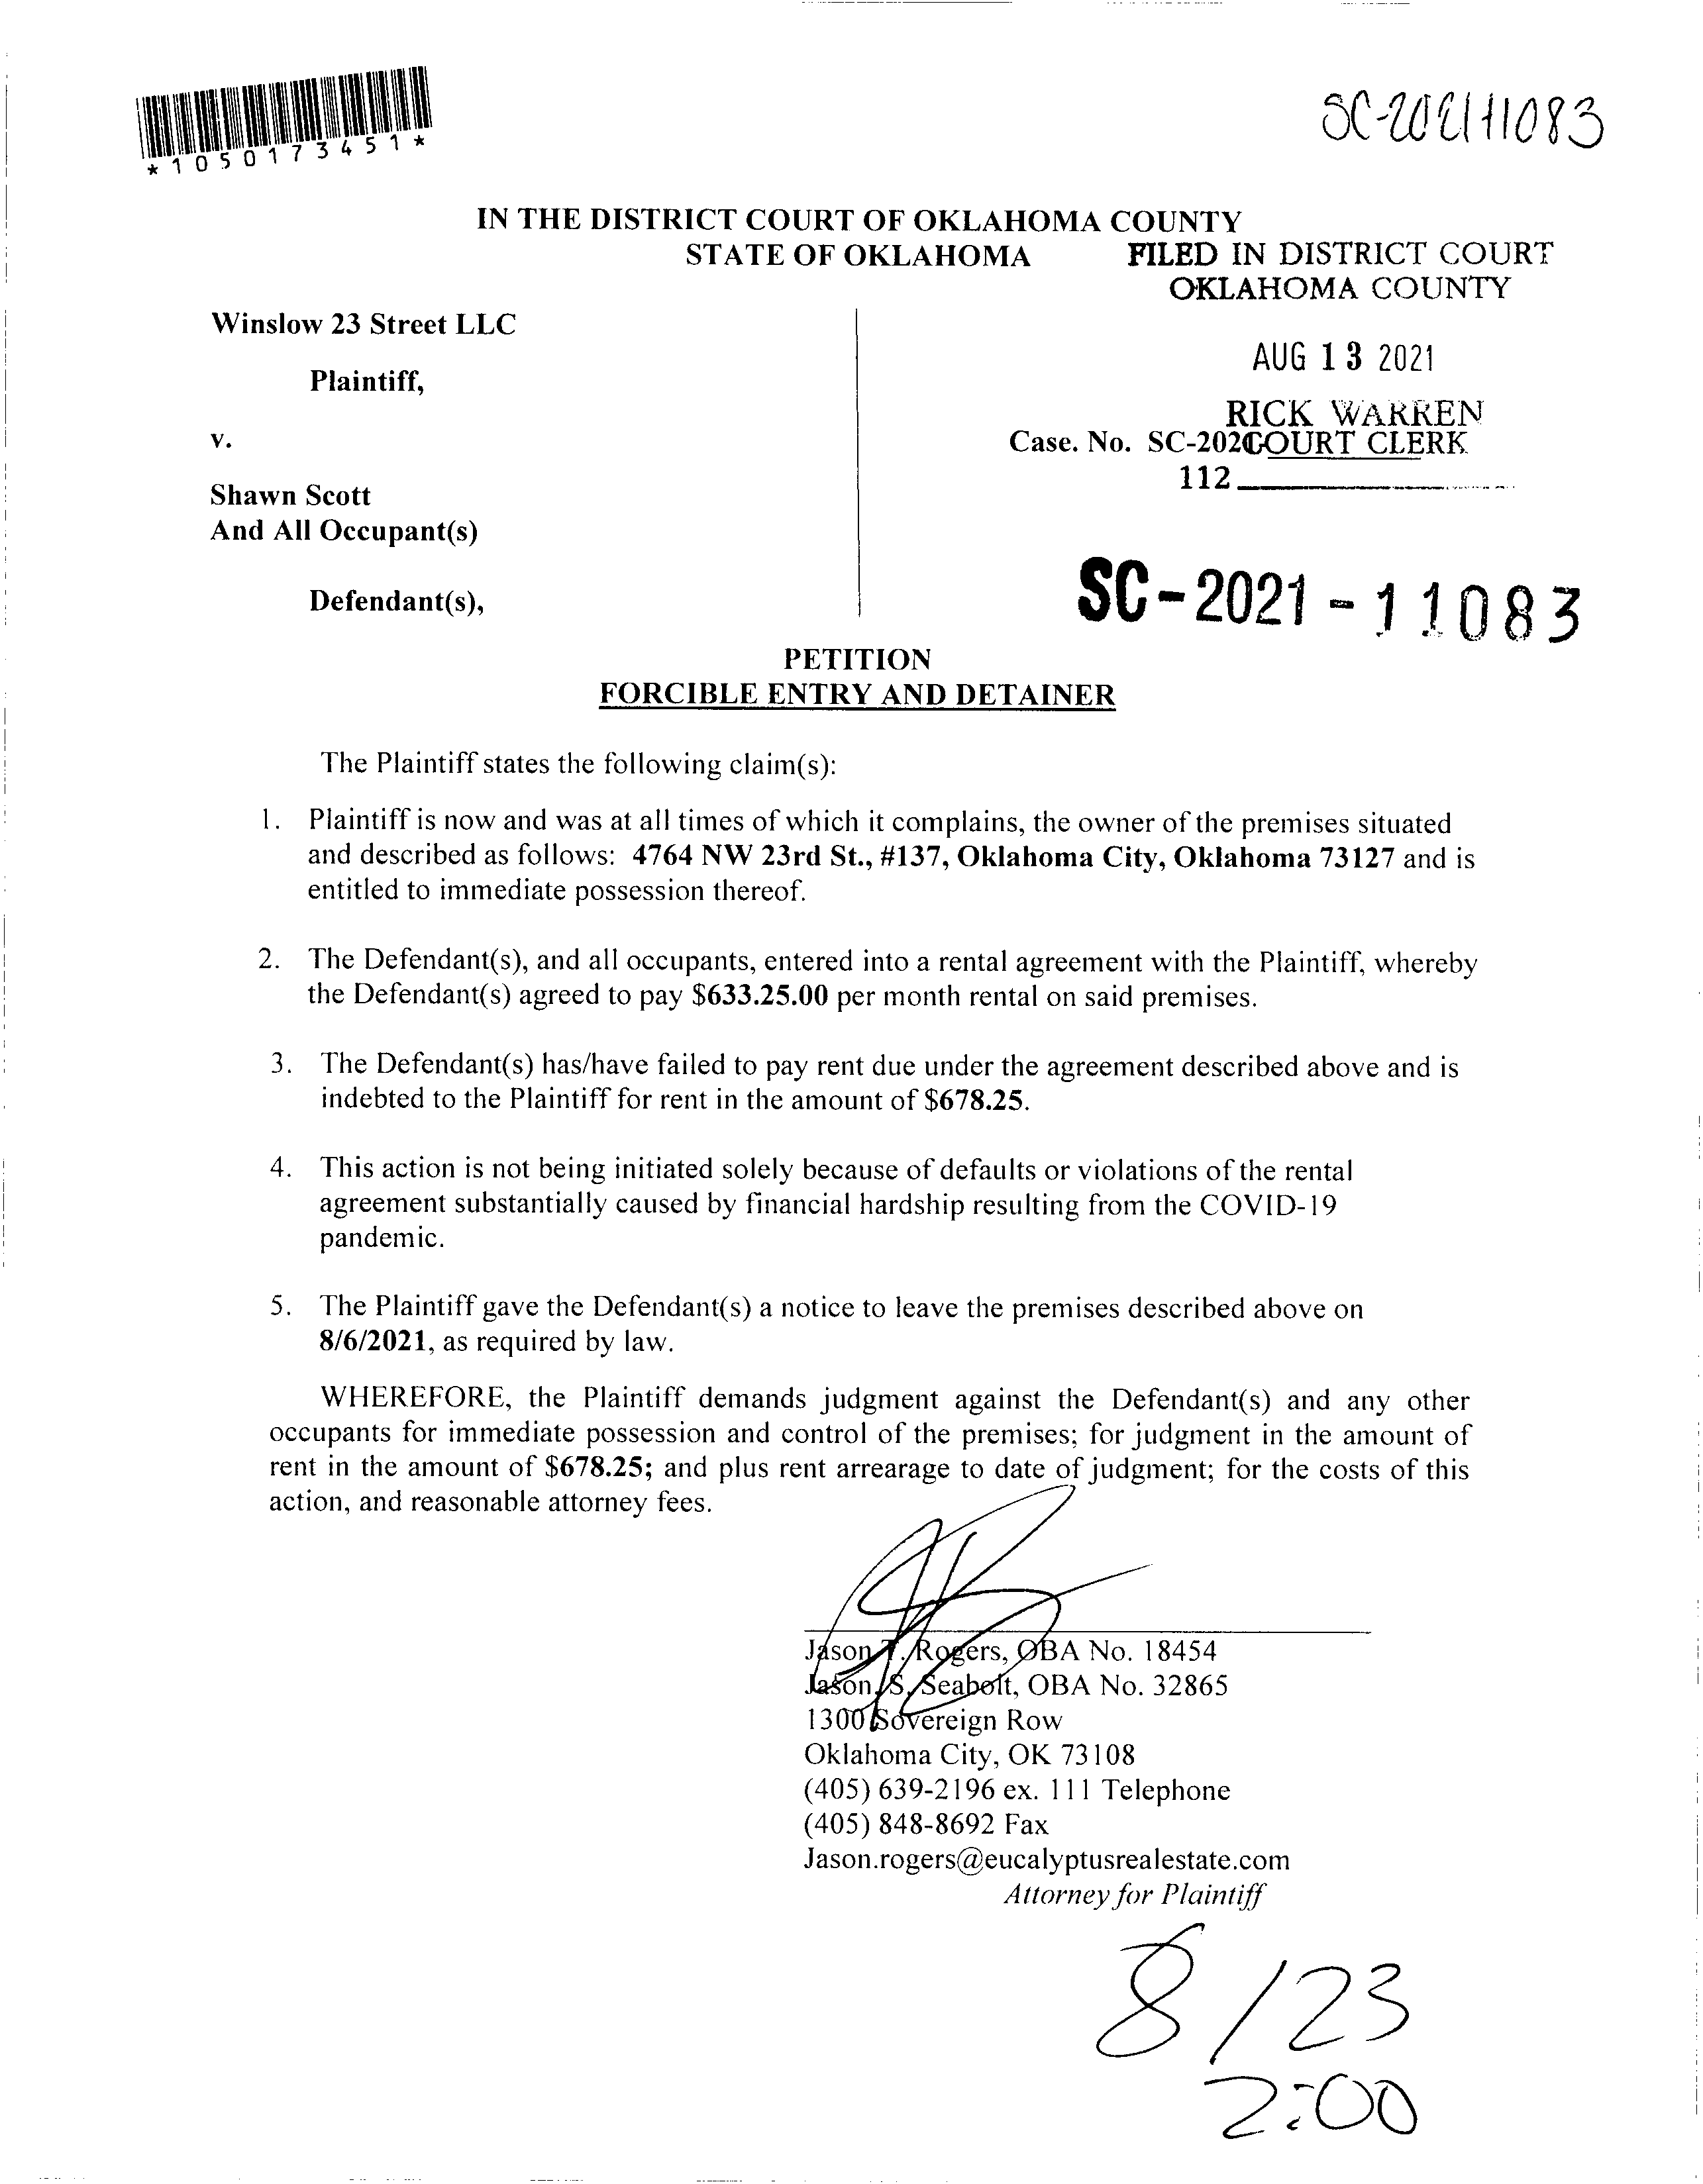 *1050173451*
SC-202111083
IN THE DISTRICT COURT OF OKLAHOMA COUNTY
STATE OF OKLAHOMA
FILED IN DISTRICT COURT
OKLAHOMA COUNTY
Winslow 23 Street LLC
AUG 13 2021
Plaintiff,
RICK WARREN
v.
Case. No. SC-202
COURT CLERK
112
Shawn Scott
And All Occupant(s)
SC-2021-11083
Defendant(s),
PETITION
FORCIBLE ENTRY AND DETAINER
The Plaintiff states the following claim(s):
1. Plaintiff is now and was at all times of which it complains, the owner of the premises situated
and described as follows: 4764 NW 23rd St., #137, Oklahoma City, Oklahoma 73127 and is
entitled to immediate possession thereof.
2. The Defendant(s), and all occupants, entered into a rental agreement with the Plaintiff, whereby
the Defendant(s) agreed to pay $633.25.00 per month rental on said premises.
3. The Defendant(s) has/have failed to pay rent due under the agreement described above and is
indebted to the Plaintiff for rent in the amount of $678.25.
4. This action is not being initiated solely because of defaults or violations of the rental
agreement substantially caused by financial hardship resulting from the COVID-19
pandemic.
5. The Plaintiff gave the Defendant(s) a notice to leave the premises described above on
8/6/2021, as required by law.
WHEREFORE, the Plaintiff demands judgment against the Defendant(s) and any other
occupants for immediate possession and control of the premises; for judgment in the amount of
rent in the amount of $678.25; and plus rent arrearage to date of judgment; for the costs of this
action, and reasonable attorney fees.
Jason T. Rogers, OBA No. 18454
Jason S. Seabolt, OBA No. 32865
1300 Sovereign Row
Oklahoma City, OK 73108
(405) 639-2196 ex. 111 Telephone
(405) 848-8692 Fax
Jason.rogers@eucalyptusrealestate.com
Attorney for Plaintiff
8/23
2:00